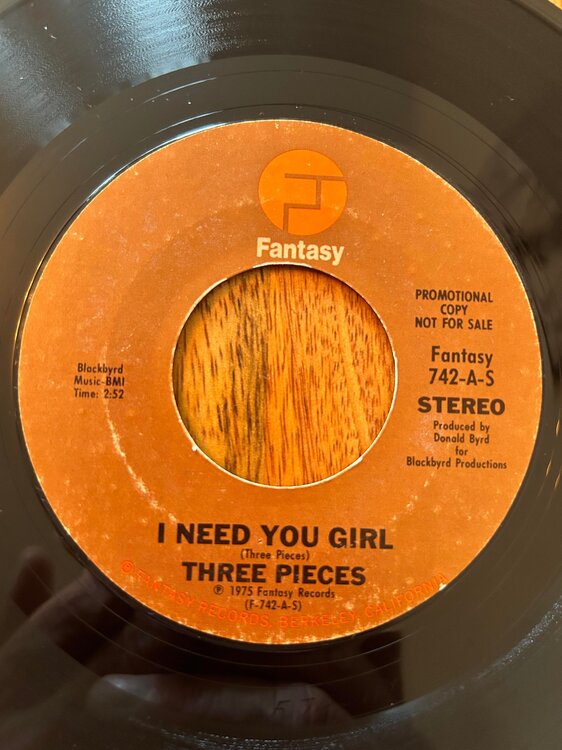 Fantasy
PROMOTIONAL
COPY
NOT FOR SALE
Fantasy
742-A-S
STEREO
Produced by
Donald Byrd
for
Blackbyrd Productions
Blackbyrd
Music-BMI
Time: 2:52
I NEED YOU GIRL
(Three Pieces)
THREE PIECES
℗ 1975 Fantasy Records
(F-742-A-S)
© FANTASY RECORDS, BERKELEY, CALIFORNIA